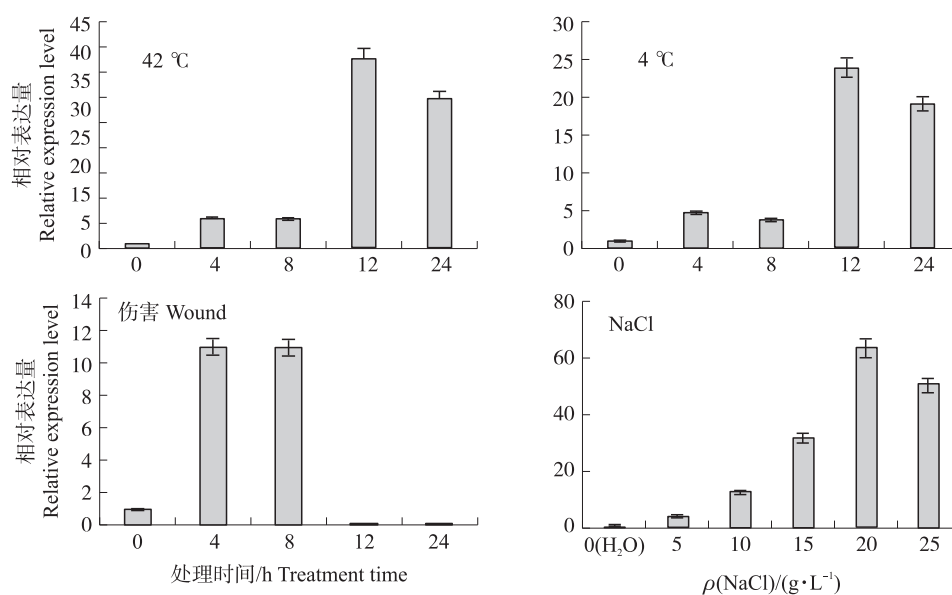 42 ℃
相对表达量
Relative expression level
45
40
35
30
25
20
15
5
0
0 4 8 12 24
4 ℃
30
25
20
15
10
5
0
0 4 8 12 24
伤害 Wound
相对表达量
Relative expression level
14
12
10
8
6
4
2
0
0 4 8 12 24
处理时间/h Treatment time
NaCl
80
60
40
20
0
0(H₂O) 5 10 15 20 25
ρ(NaCl)/(g·L⁻¹)